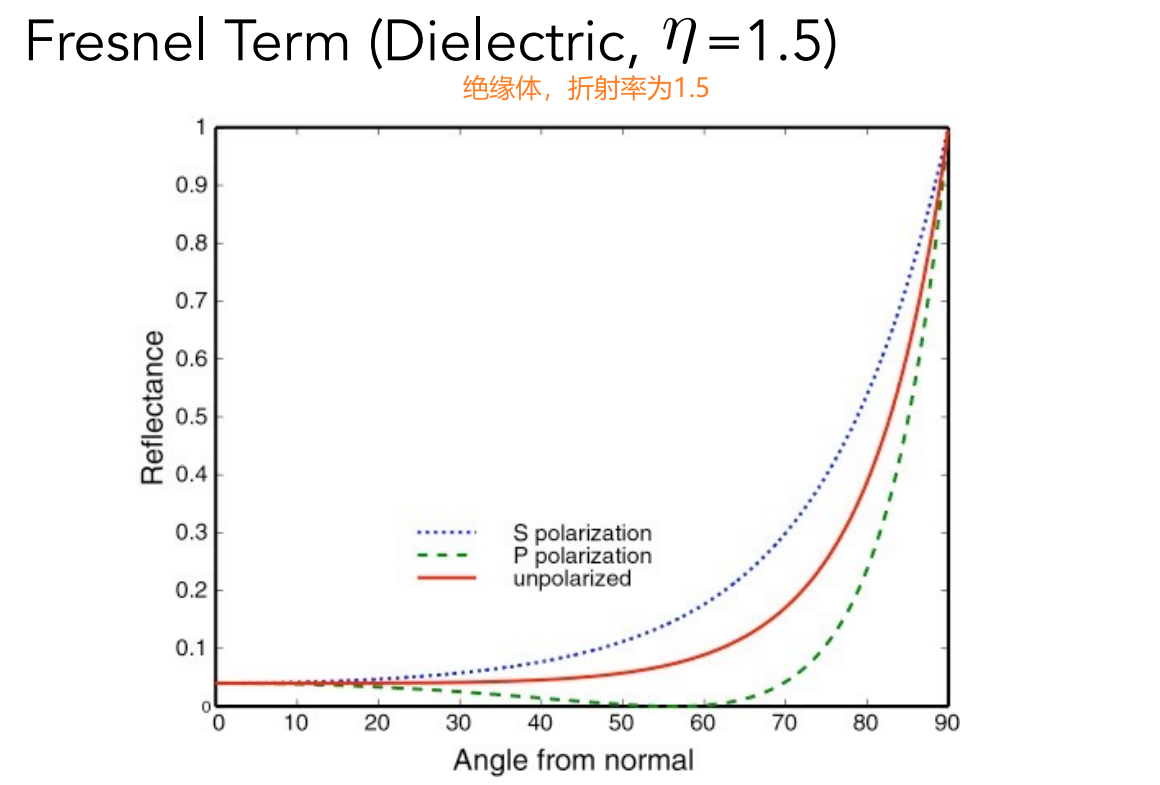 Fresnel Term (Dielectric, η=1.5)
绝缘体，折射率为1.5
1
0.9
0.8
0.7
0.6
0.5
0.4
0.3
0.2
0.1
0
Reflectance
S polarization
P polarization
unpolarized
0 10 20 30 40 50 60 70 80 90
Angle from normal